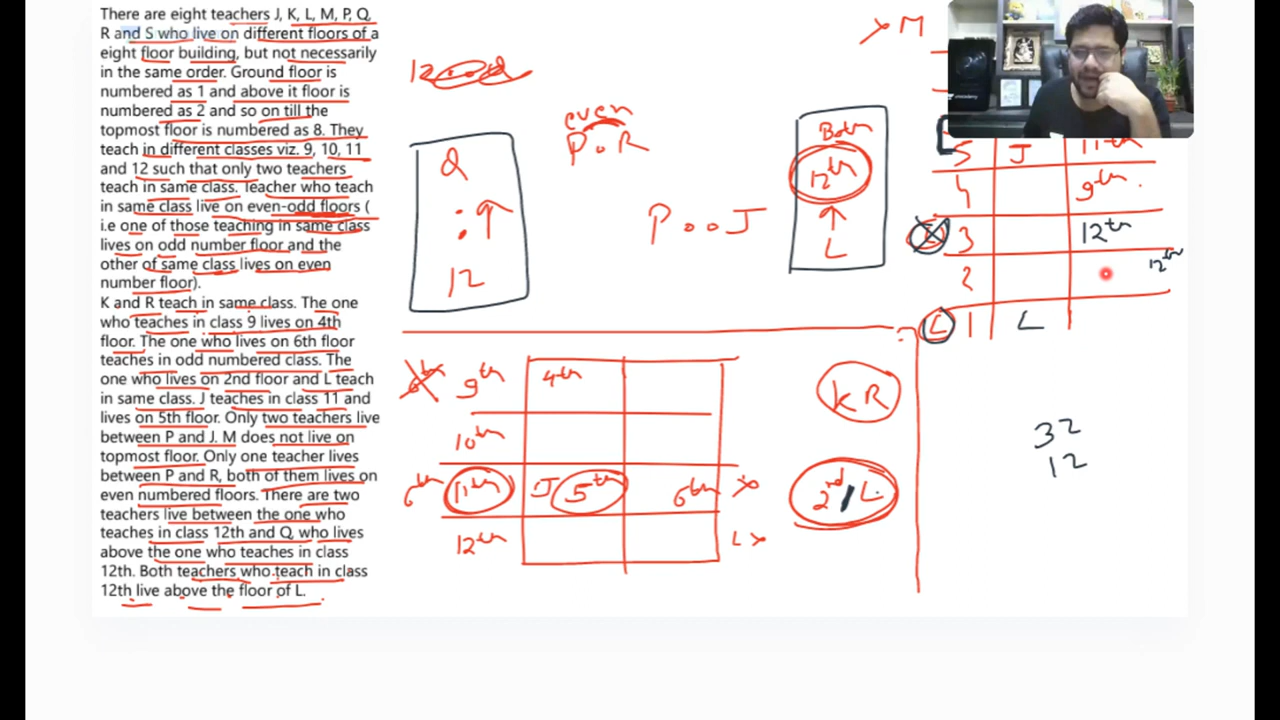 There are eight teachers J, K, L, M, P, Q,
R and S who live on different floors of a
eight floor building, but not necessarily
in the same order. Ground floor is
numbered as 1 and above it floor is
numbered as 2 and so on till the
topmost floor is numbered as 8. They
teach in different classes viz. 9, 10, 11
and 12 such that only two teachers
teach in same class. Teacher who teach
in same class live on even-odd floors (
i.e one of those teaching in same class
lives on odd number floor and the
other of same class lives on even
number floor).
K and R teach in same class. The one
who teaches in class 9 lives on 4th
floor. The one who lives on 6th floor
teaches in odd numbered class. The
one who lives on 2nd floor and L teach
in same class. J teaches in class 11 and
lives on 5th floor. Only two teachers live
between P and J. M does not live on
topmost floor. Only one teacher lives
between P and R, both of them lives on
even numbered floors. There are two
teachers live between the one who
teaches in class 12th and Q, who lives
above the one who teaches in class
12th. Both teachers who teach in class
12th live above the floor of L.
Q
12
even
P o R
P o o J
Both
12th
↑
L
x M
5 J 11th
4 9th
3 12th
2 12th
L 1 L
9th 4th
10th
6th 11th J 5th 6th x
12th L x
K R
2nd / L
32
12